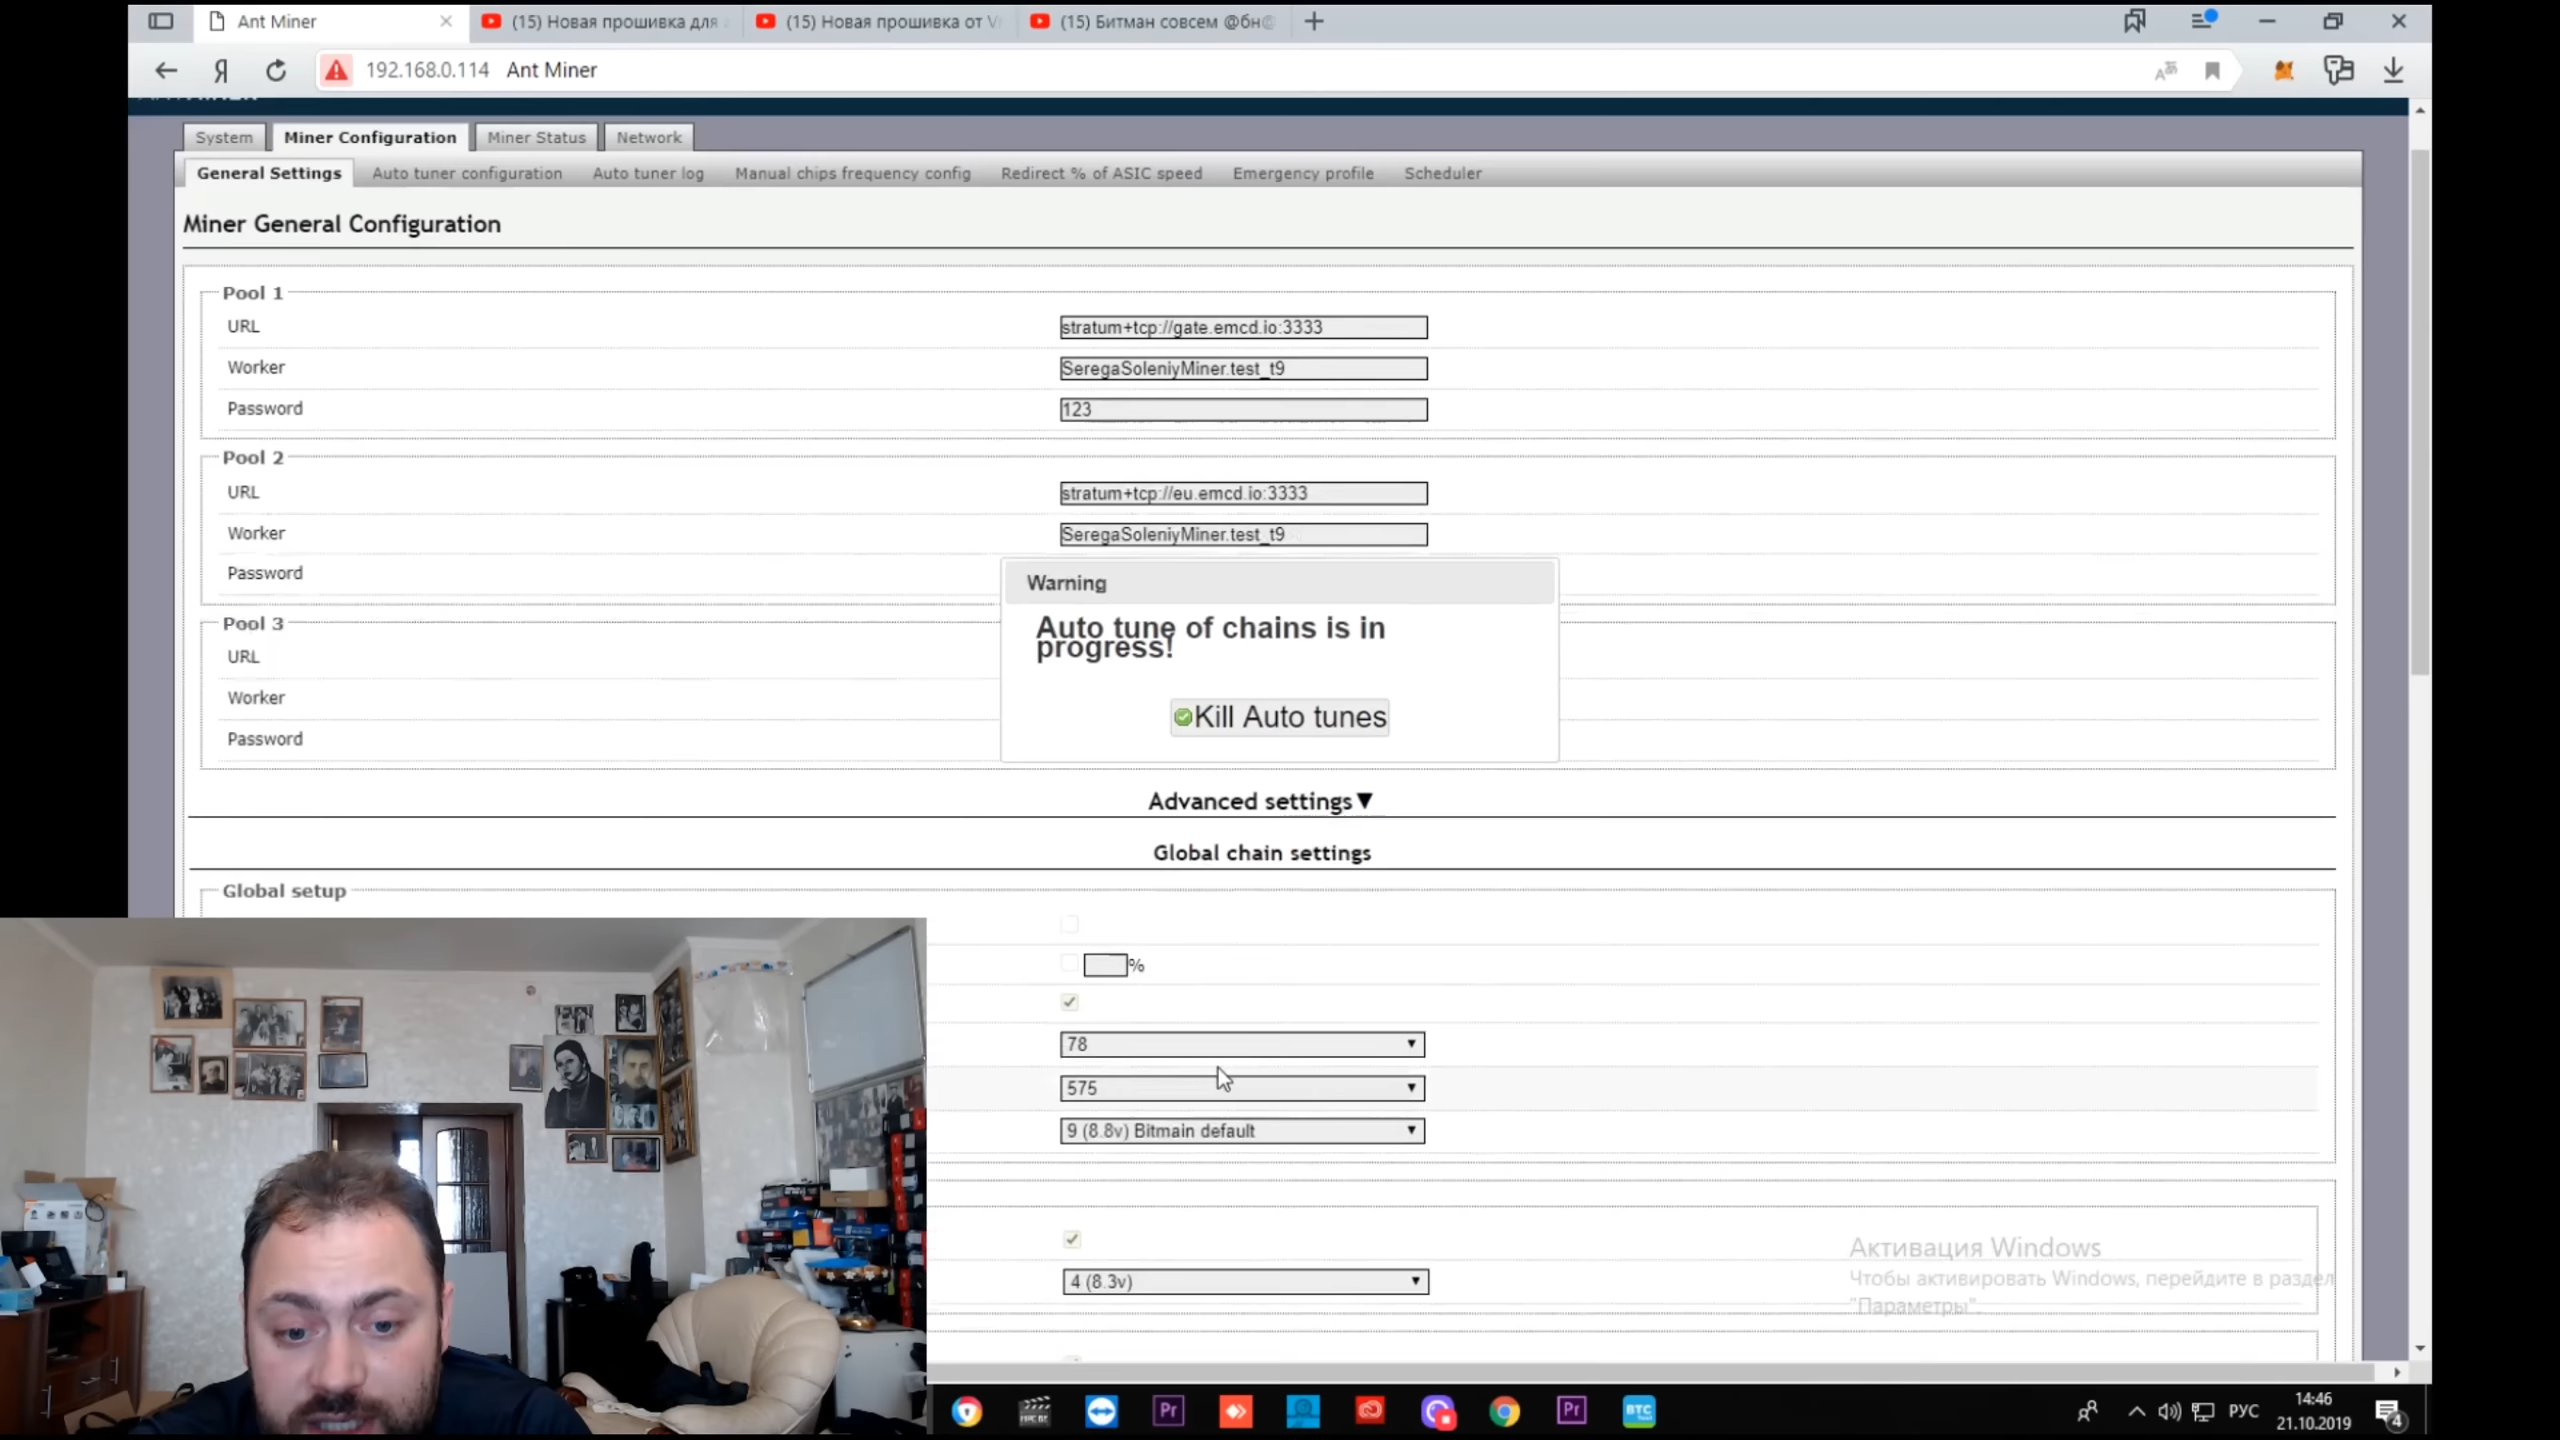 Ant Miner
(15) Новая прошивка для
(15) Новая прошивка от
(15) Битман совсем @бн@
192.168.0.114 Ant Miner
System
Miner Configuration
Miner Status
Network
General Settings
Auto tuner configuration
Auto tuner log
Manual chips frequency config
Redirect % of ASIC speed
Emergency profile
Scheduler
Miner General Configuration
Pool 1
URL
stratum+tcp://gate.emcd.io:3333
Worker
SeregaSoleniyMiner.test_t9
Password
123
Pool 2
URL
stratum+tcp://eu.emcd.io:3333
Worker
SeregaSoleniyMiner.test_t9
Password
Pool 3
URL
Worker
Password
Warning
Auto tune of chains is in
progress!
Kill Auto tunes
Advanced settings▼
Global chain settings
Global setup
%
78
575
9 (8.8v) Bitmain default
4 (8.3v)
Активация Windows
Чтобы активировать Windows, перейдите в раздел
"Параметры".
Pr
Pr
BTC
РУС
14:46
21.10.2019
4